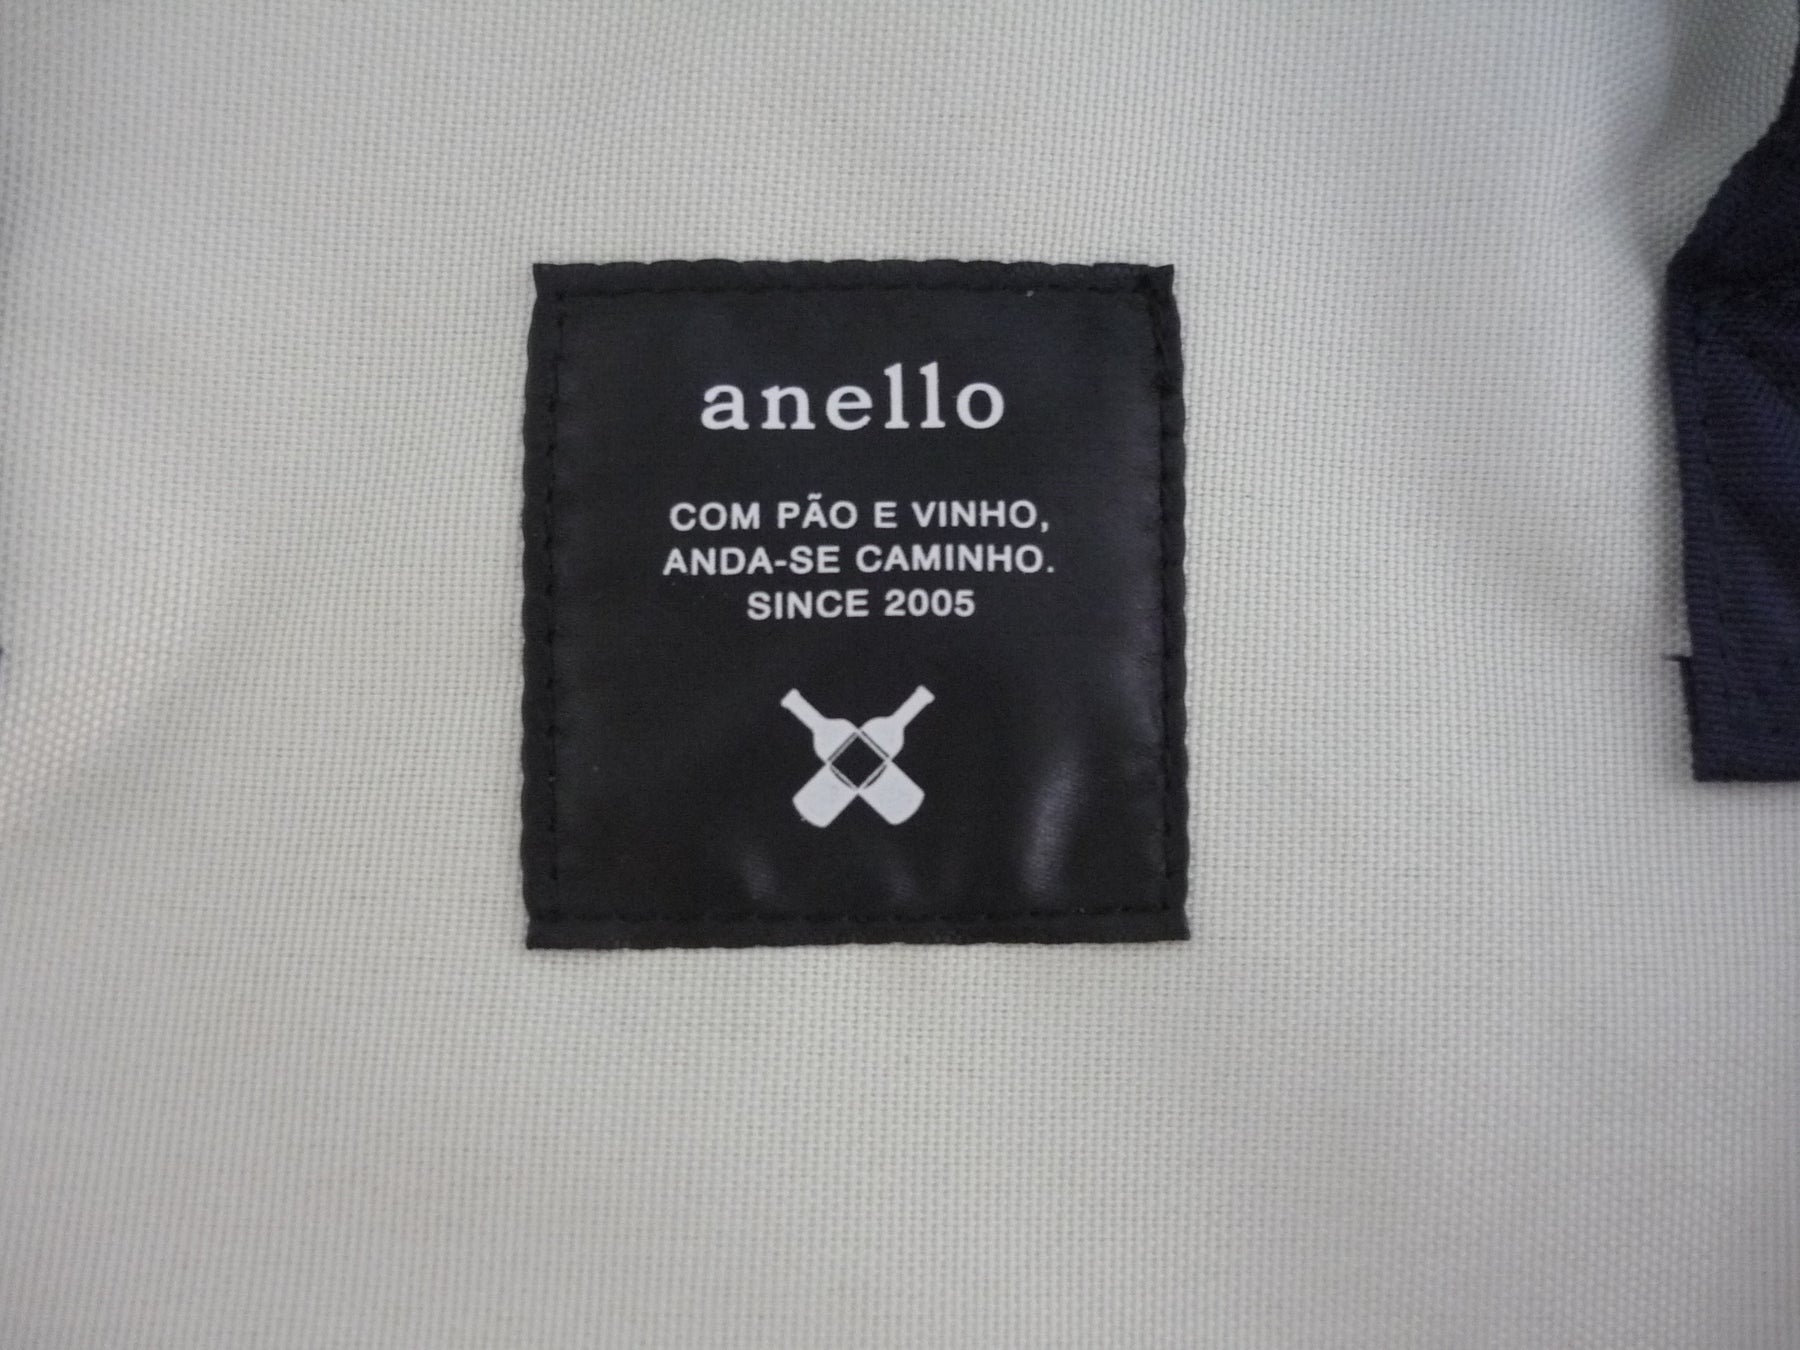 anello
COM PÃO E VINHO,
ANDA-SE CAMINHO.
SINCE 2005